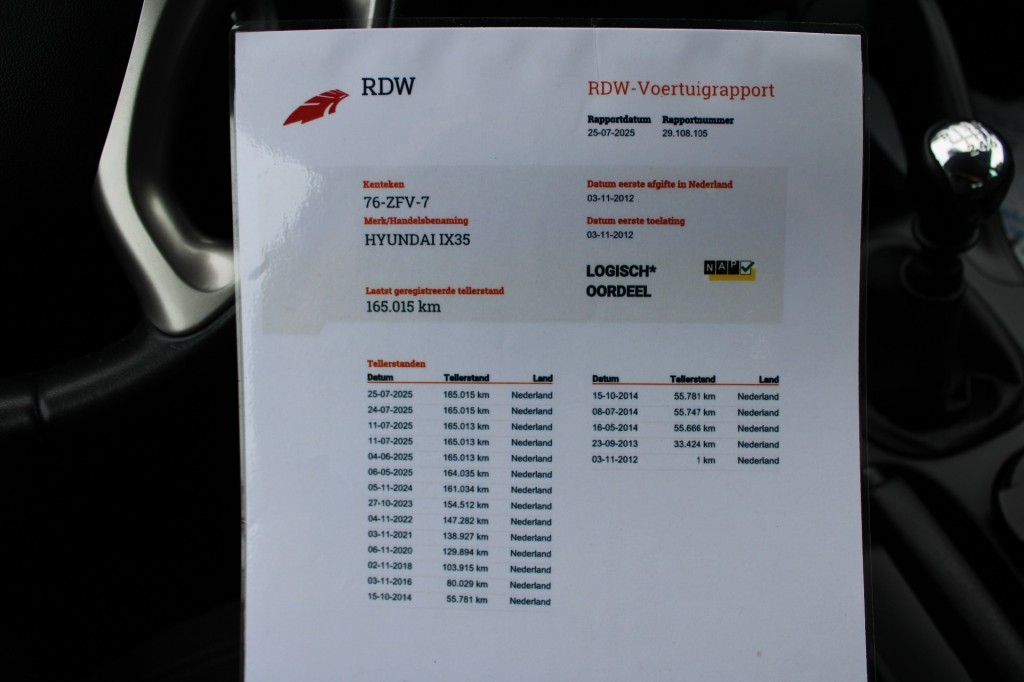 RDW
RDW-Voertuigrapport
Rapportdatum Rapportnummer
25-07-2025 29.108.105
Kenteken
76-ZFV-7
Merk/Handelsbenaming
HYUNDAI IX35
Laatst geregistreerde tellerstand
165.015 km
Datum eerste afgifte in Nederland
03-11-2012
Datum eerste toelating
03-11-2012
LOGISCH*
OORDEEL
NAP
Tellerstanden
Datum Tellerstand Land
25-07-2025 165.015 km Nederland
24-07-2025 165.015 km Nederland
11-07-2025 165.013 km Nederland
11-07-2025 165.013 km Nederland
04-06-2025 165.013 km Nederland
06-05-2025 164.035 km Nederland
05-11-2024 161.034 km Nederland
27-10-2023 154.512 km Nederland
04-11-2022 147.282 km Nederland
03-11-2021 138.927 km Nederland
06-11-2020 129.894 km Nederland
02-11-2018 103.915 km Nederland
03-11-2016 80.029 km Nederland
15-10-2014 55.781 km Nederland
Datum Tellerstand Land
15-10-2014 55.781 km Nederland
08-07-2014 55.747 km Nederland
16-05-2014 55.666 km Nederland
23-09-2013 33.424 km Nederland
03-11-2012 1 km Nederland